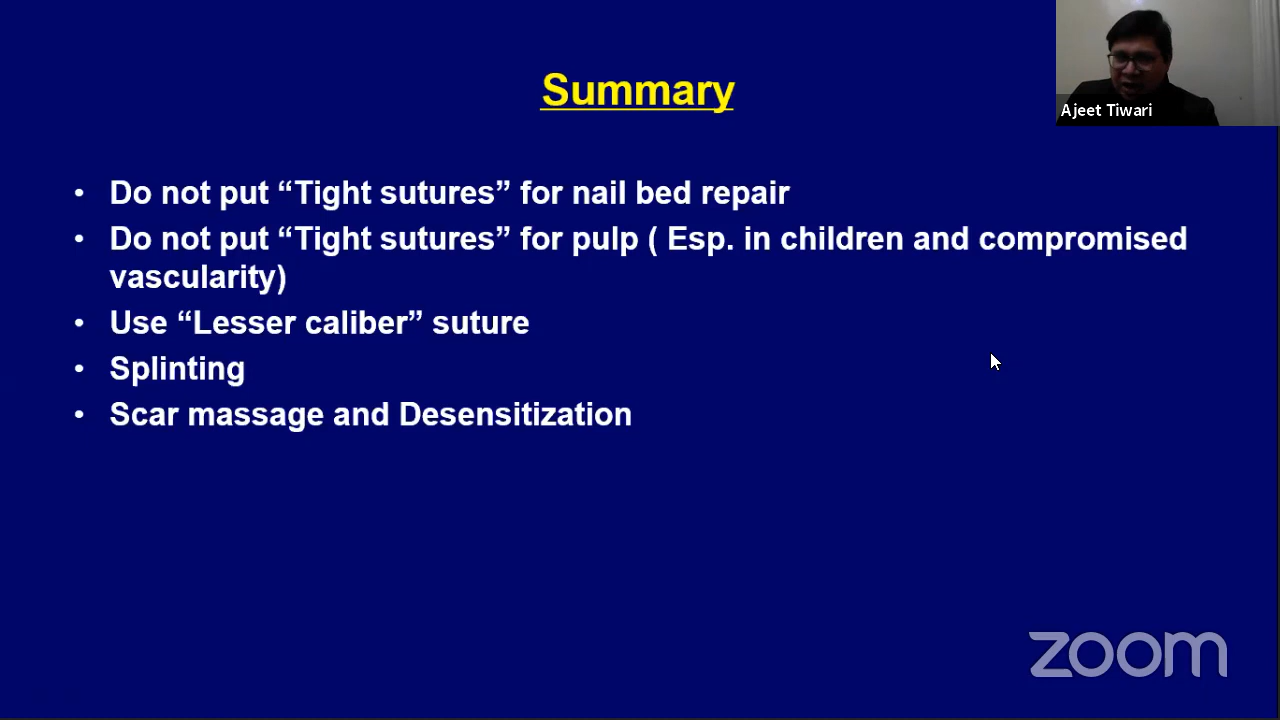 Summary
Ajeet Tiwari
• Do not put “Tight sutures” for nail bed repair
• Do not put “Tight sutures” for pulp ( Esp. in children and compromised
vascularity)
• Use “Lesser caliber” suture
• Splinting
• Scar massage and Desensitization
zoom